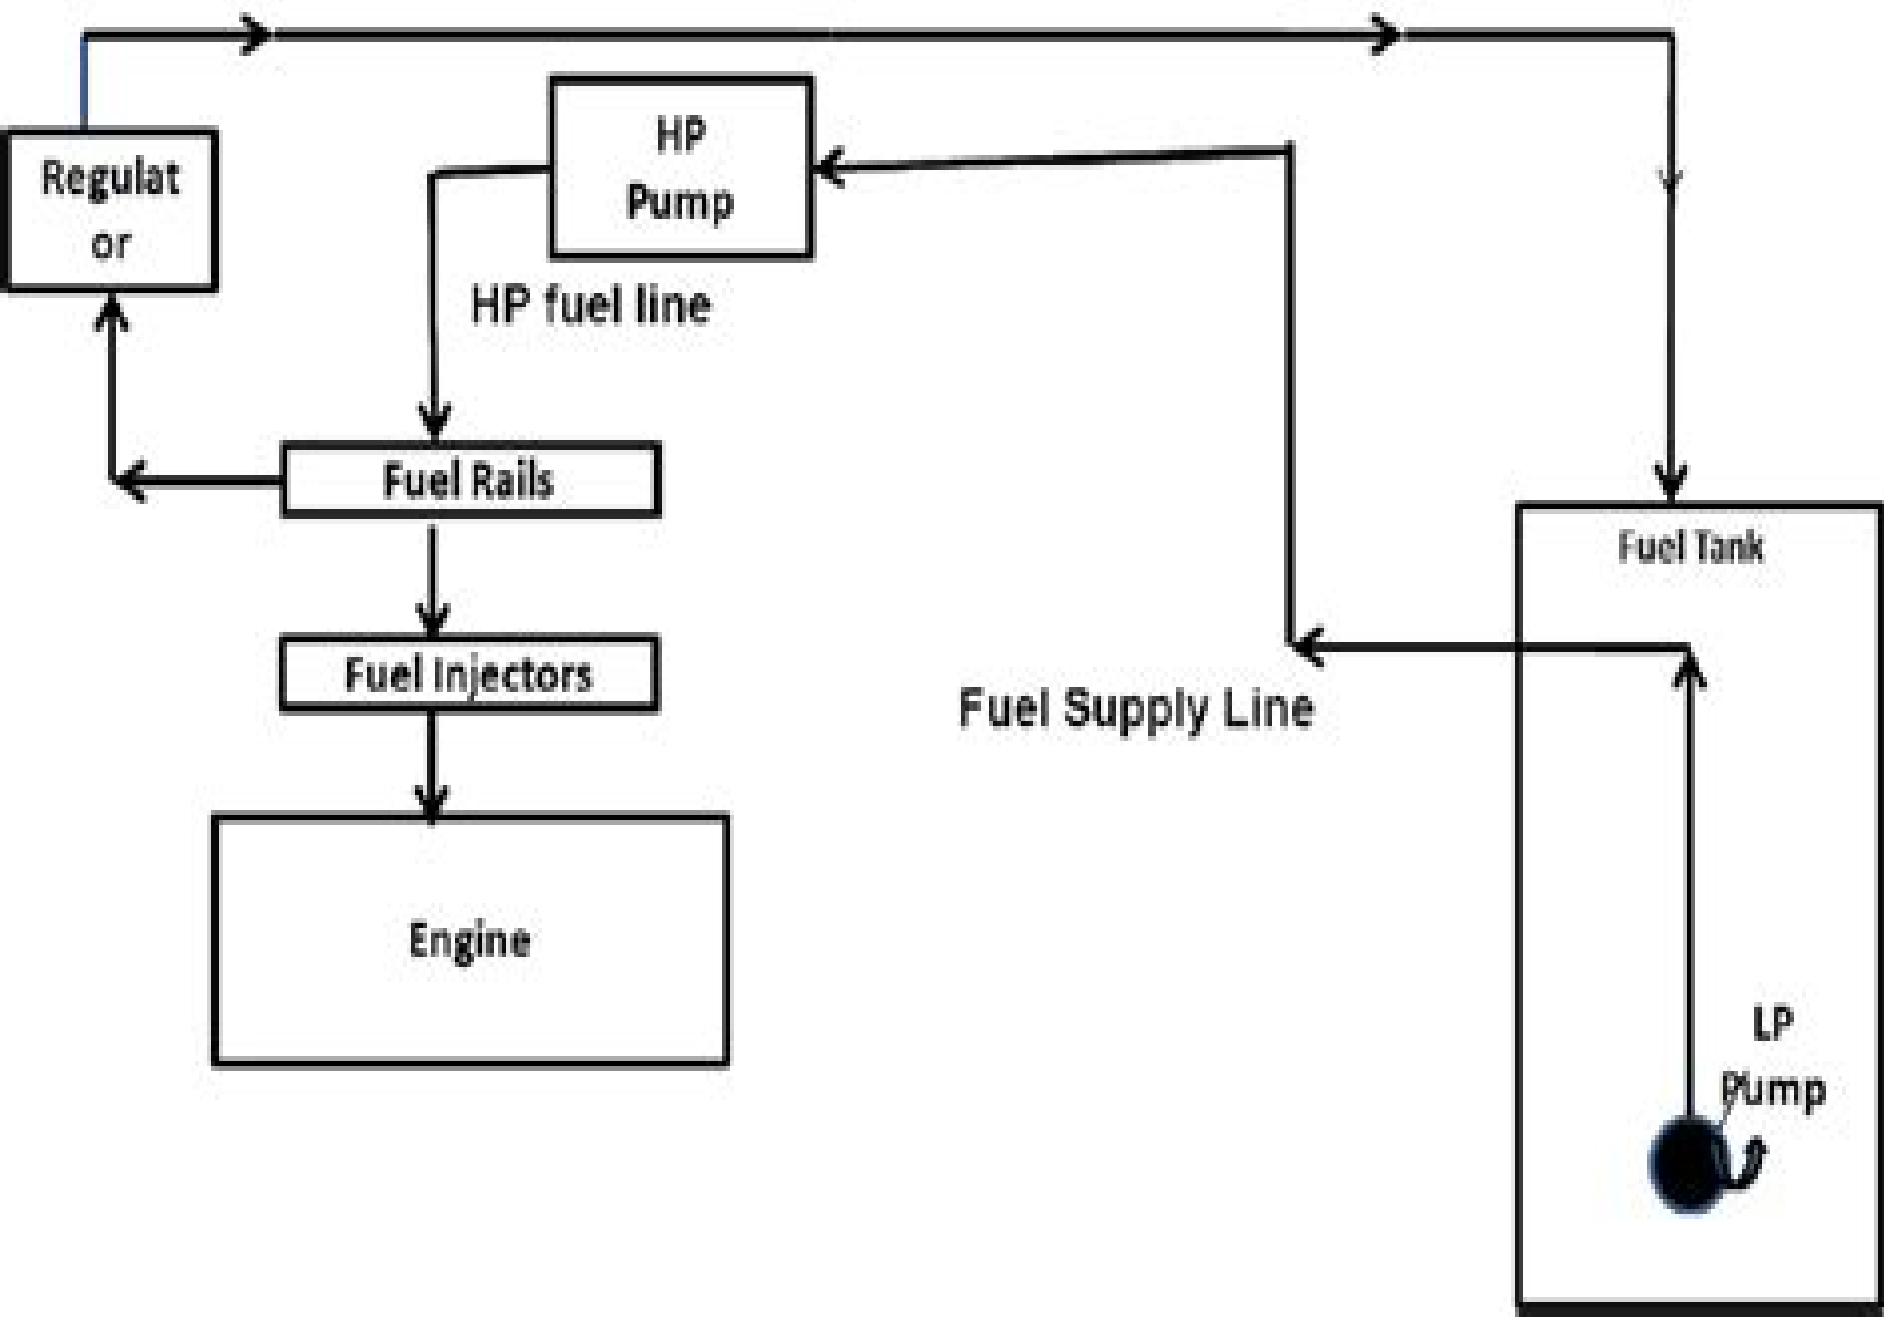 HP
Pump
Regulat
or
HP fuel line
Fuel Rails
Fuel Tank
Fuel Injectors
Fuel Supply Line
Engine
LP
Pump